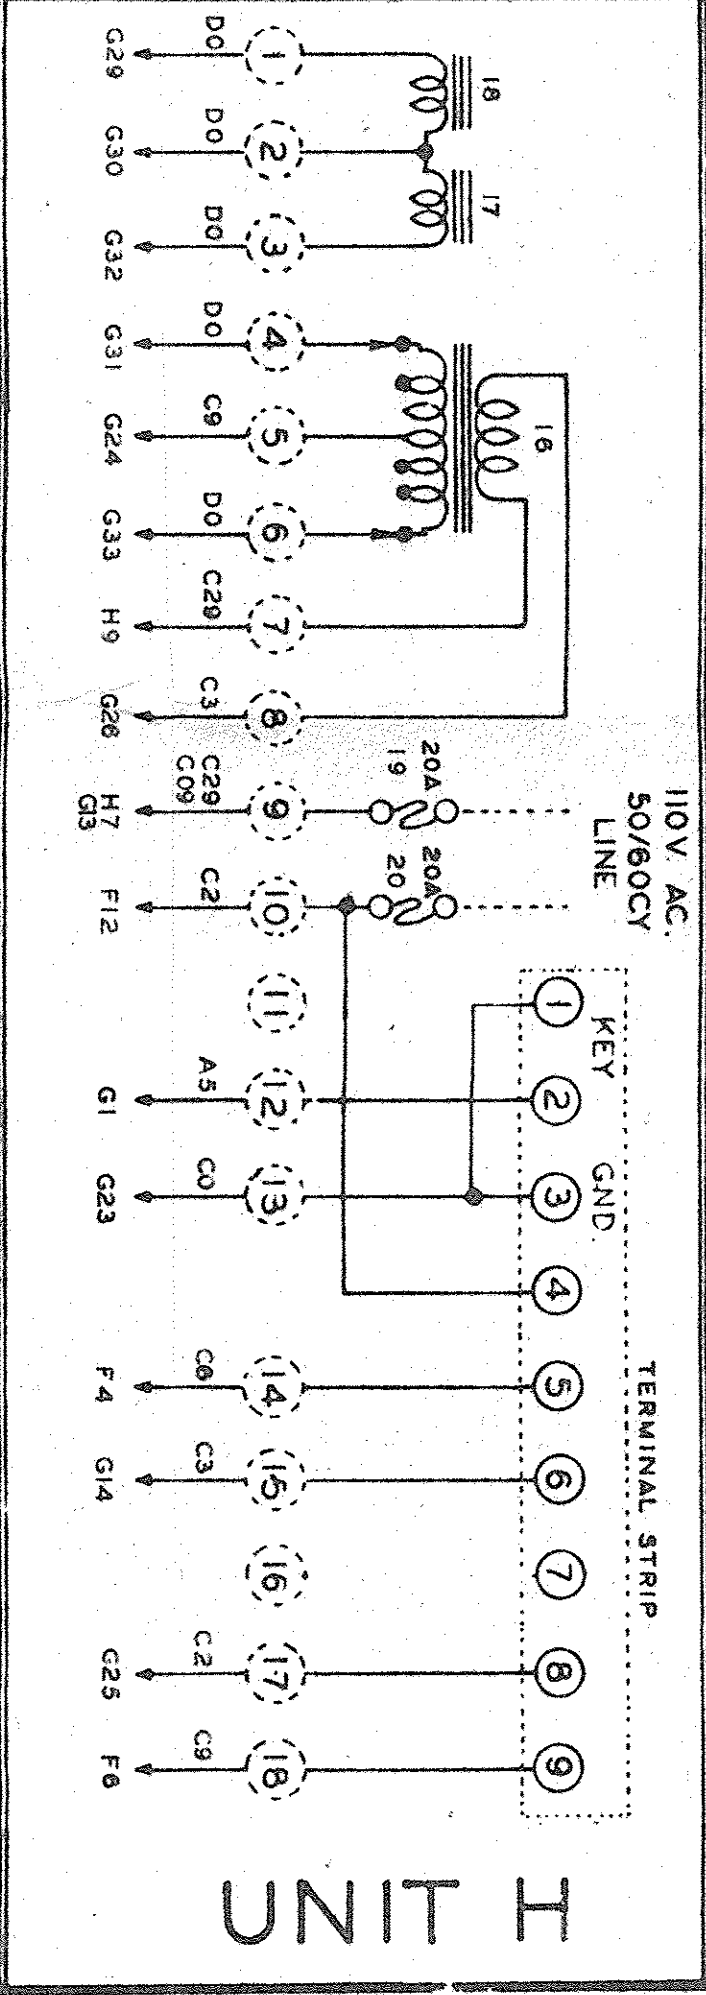 UNIT H
110V. AC.
50/60CY
LINE
TERMINAL STRIP
KEY
GND.
1
2
3
4
5
6
7
8
9
18
17
16
20A
19
20A
20
1
2
3
4
5
6
7
8
9
10
11
12
13
14
15
16
17
18
D0
D0
D0
D0
C9
D0
C29
C3
C29
C09
C2
A5
C0
C6
C3
C2
C9
G29
G30
G32
G31
G24
G33
H9
G26
H7
G13
F12
G1
G23
F4
G14
G25
F6